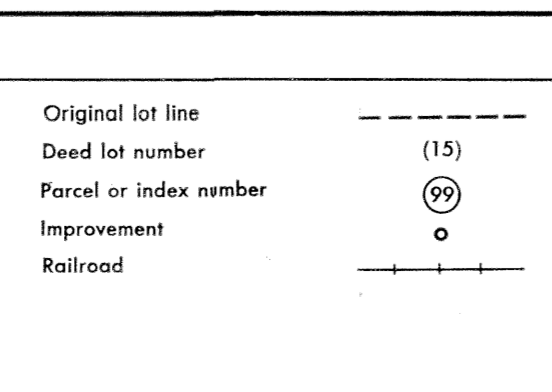 Original lot line
Deed lot number (15)
Parcel or index number 99
Improvement
Railroad